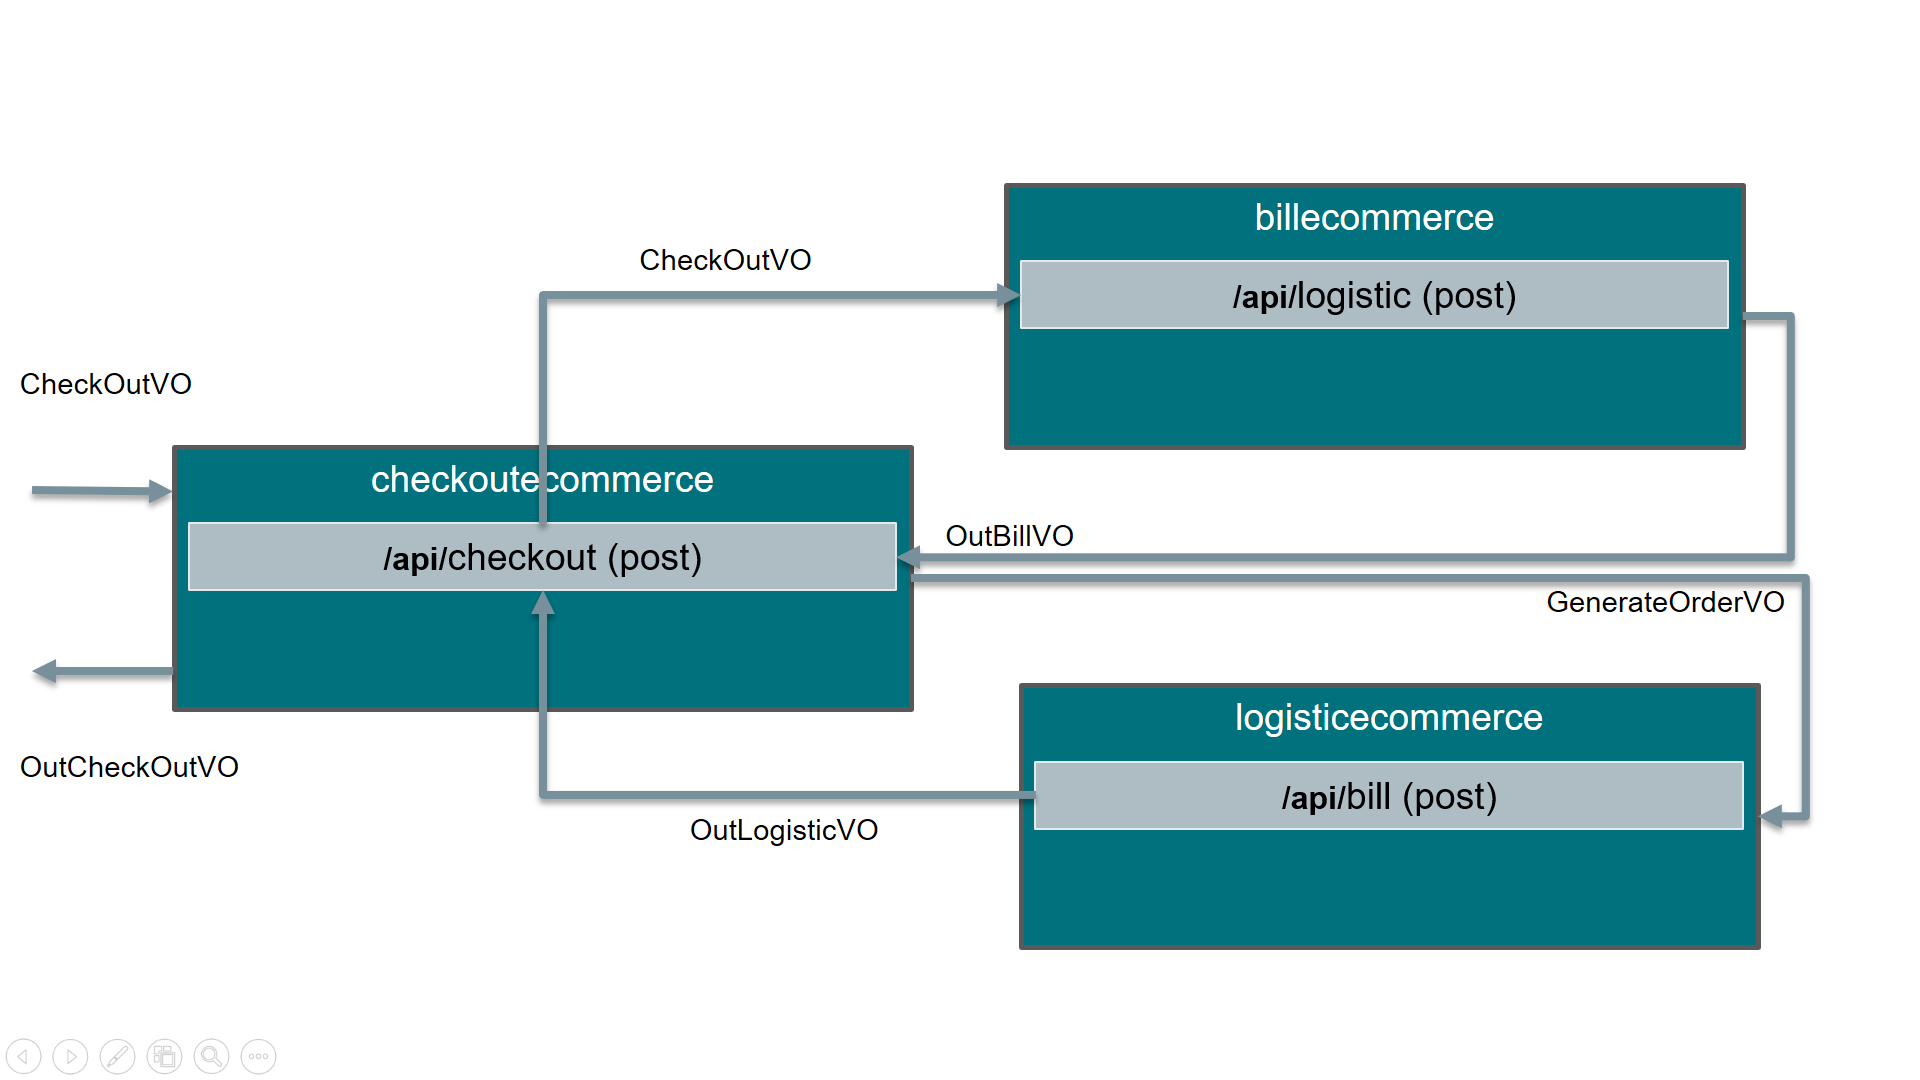 billecommerce
CheckOutVO
/api/logistic (post)
CheckOutVO
checkoutecommerce
OutBillVO
/api/checkout (post)
GenerateOrderVO
logisticecommerce
OutCheckOutVO
/api/bill (post)
OutLogisticVO